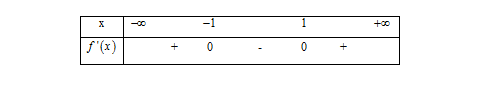 x −∞ −1 1 +∞
f'(x) + 0 - 0 +